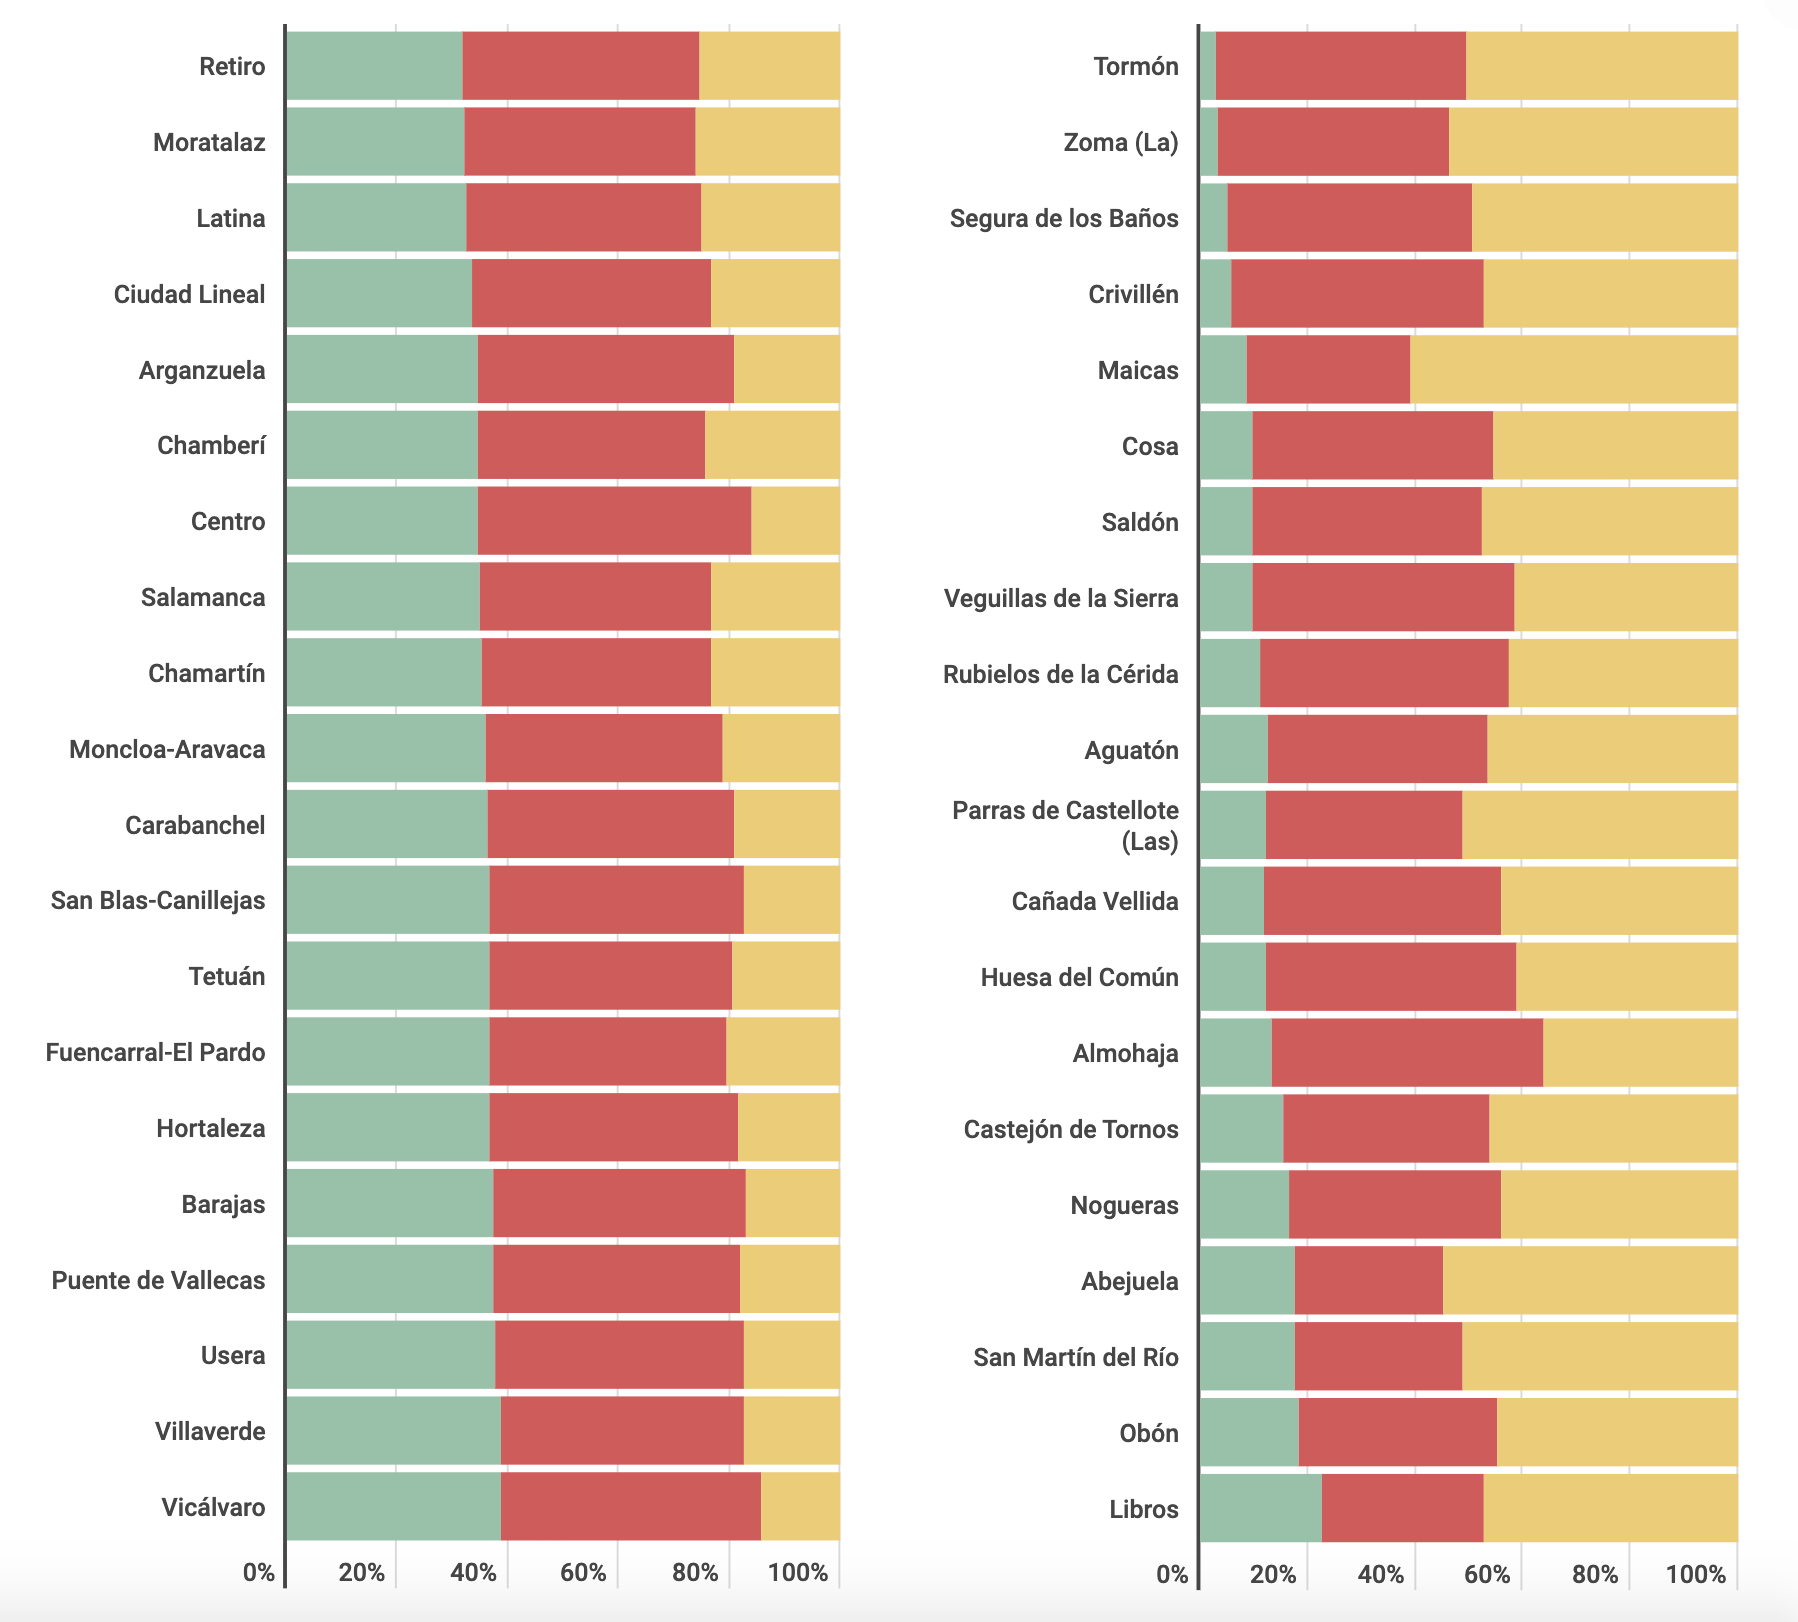 Retiro
Moratalaz
Latina
Ciudad Lineal
Arganzuela
Chamberí
Centro
Salamanca
Chamartín
Moncloa-Aravaca
Carabanchel
San Blas-Canillejas
Tetuán
Fuencarral-El Pardo
Hortaleza
Barajas
Puente de Vallecas
Usera
Villaverde
Vicálvaro
0% 20% 40% 60% 80% 100%
Tormón
Zoma (La)
Segura de los Baños
Crivillén
Maicas
Cosa
Saldón
Veguillas de la Sierra
Rubielos de la Cérida
Aguatón
Parras de Castellote
(Las)
Cañada Vellida
Huesa del Común
Almohaja
Castejón de Tornos
Nogueras
Abejuela
San Martín del Río
Obón
Libros
0% 20% 40% 60% 80% 100%